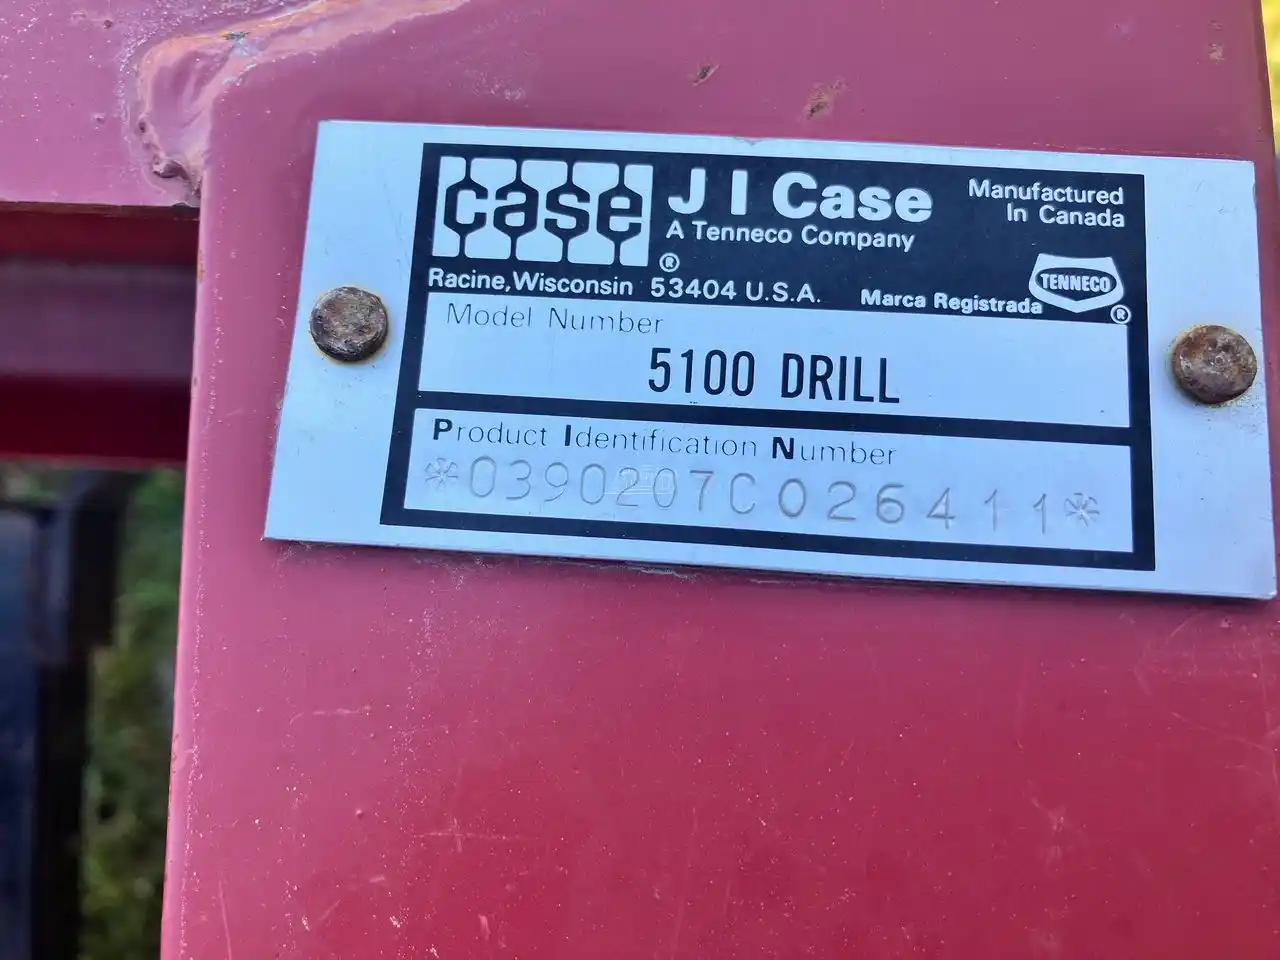 case ®
J I Case
A Tenneco Company
Manufactured
In Canada
TENNECO ®
Racine, Wisconsin 53404 U.S.A. Marca Registrada
Model Number
5100 DRILL
Product Identification Number
*0390207C026411*